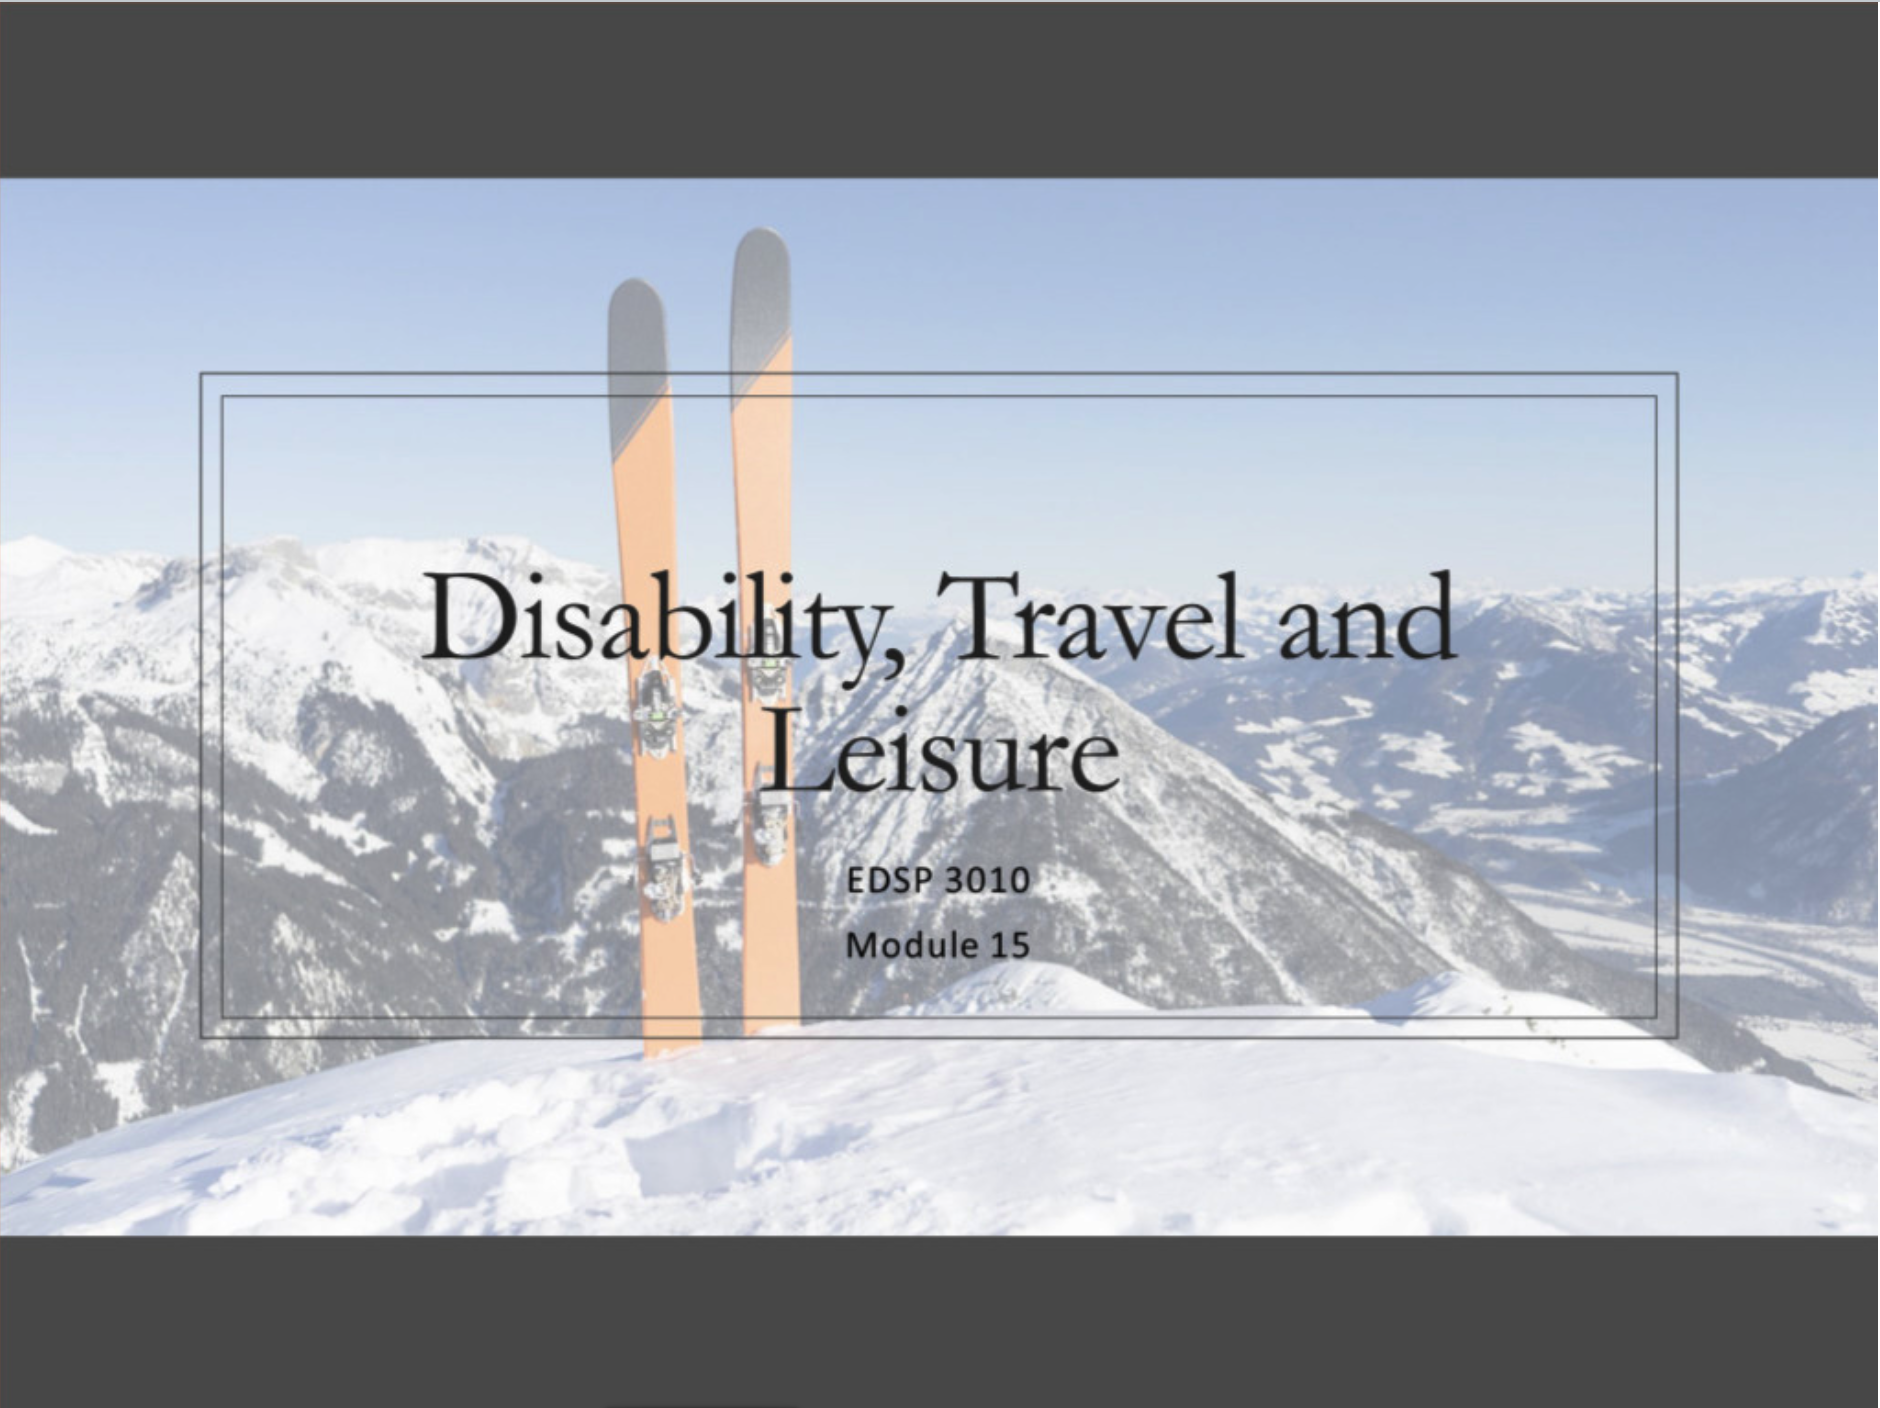 Disability, Travel and
Leisure
EDSP 3010
Module 15